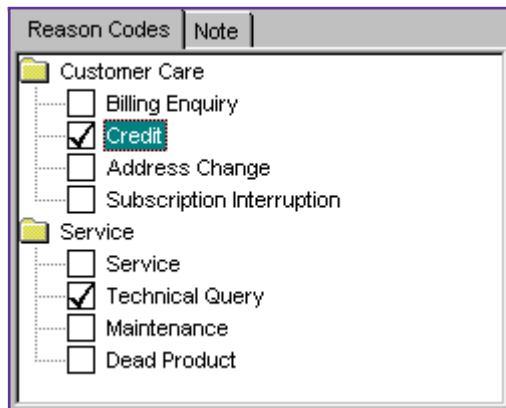 Reason Codes Note
Customer Care
Billing Enquiry
Credit
Address Change
Subscription Interruption
Service
Service
Technical Query
Maintenance
Dead Product